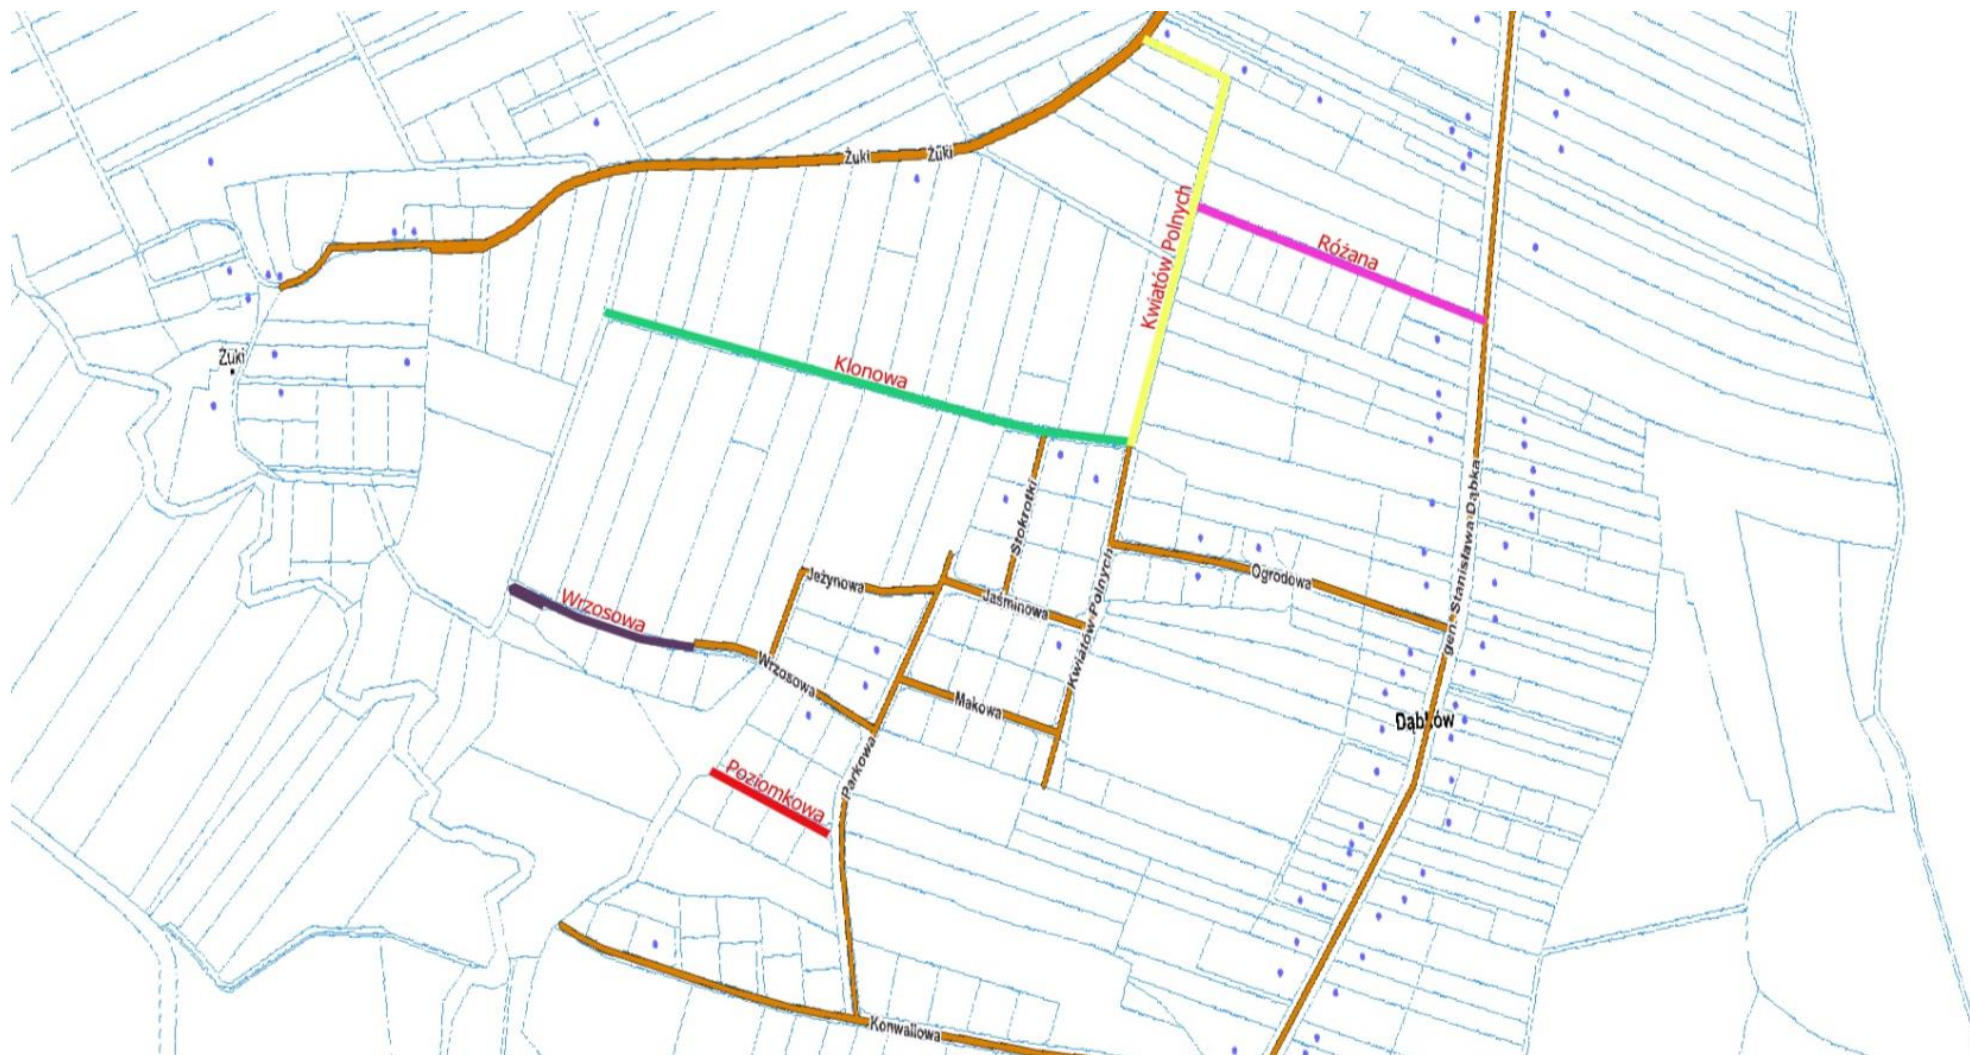 Żuki
Żuki
Kwiatów Polnych
Różana
Żuki
Klonowa
Stokrotki
gen. Stanisława Dąbka
Jeżynowa
Jaśminowa
Kwiatów Polnych
Ogrodowa
Wrzosowa
Wrzosowa
Makowa
Dąbków
Parkowa
Poziomkowa
Konwaliowa